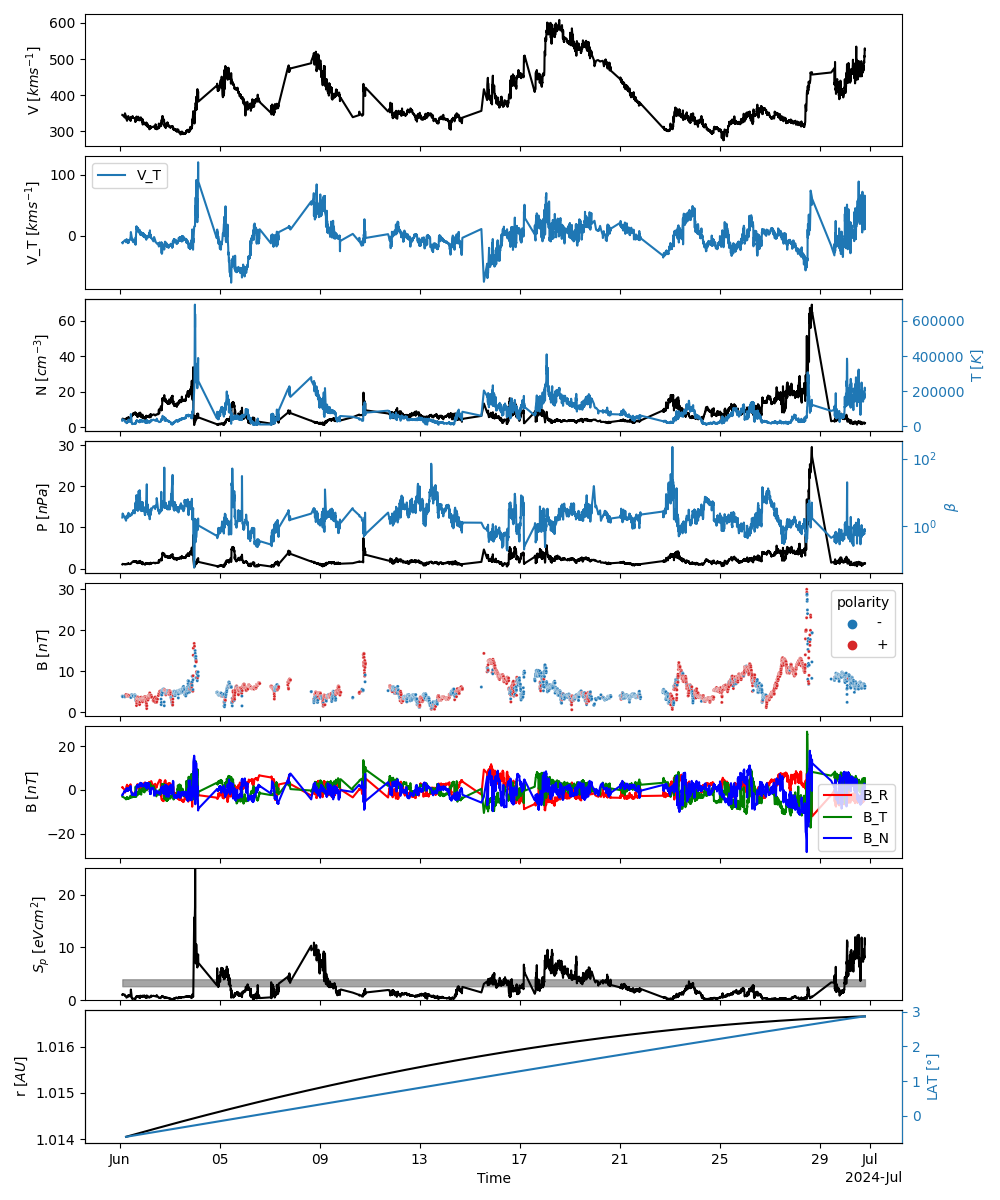 600
500
400
300
V [kms⁻¹]
V_T
100
0
V_T [kms⁻¹]
60
40
20
0
N [cm⁻³]
600000
400000
200000
0
T [K]
30
20
10
0
P [nPa]
10²
10⁰
β
30
20
10
0
B [nT]
polarity
-
+
20
0
−20
B [nT]
B_R
B_T
B_N
20
10
0
Sₚ [eVcm²]
1.016
1.015
1.014
r [AU]
3
2
1
0
LAT [°]
Jun 05 09 13 17 21 25 29 Jul
Time
2024-Jul